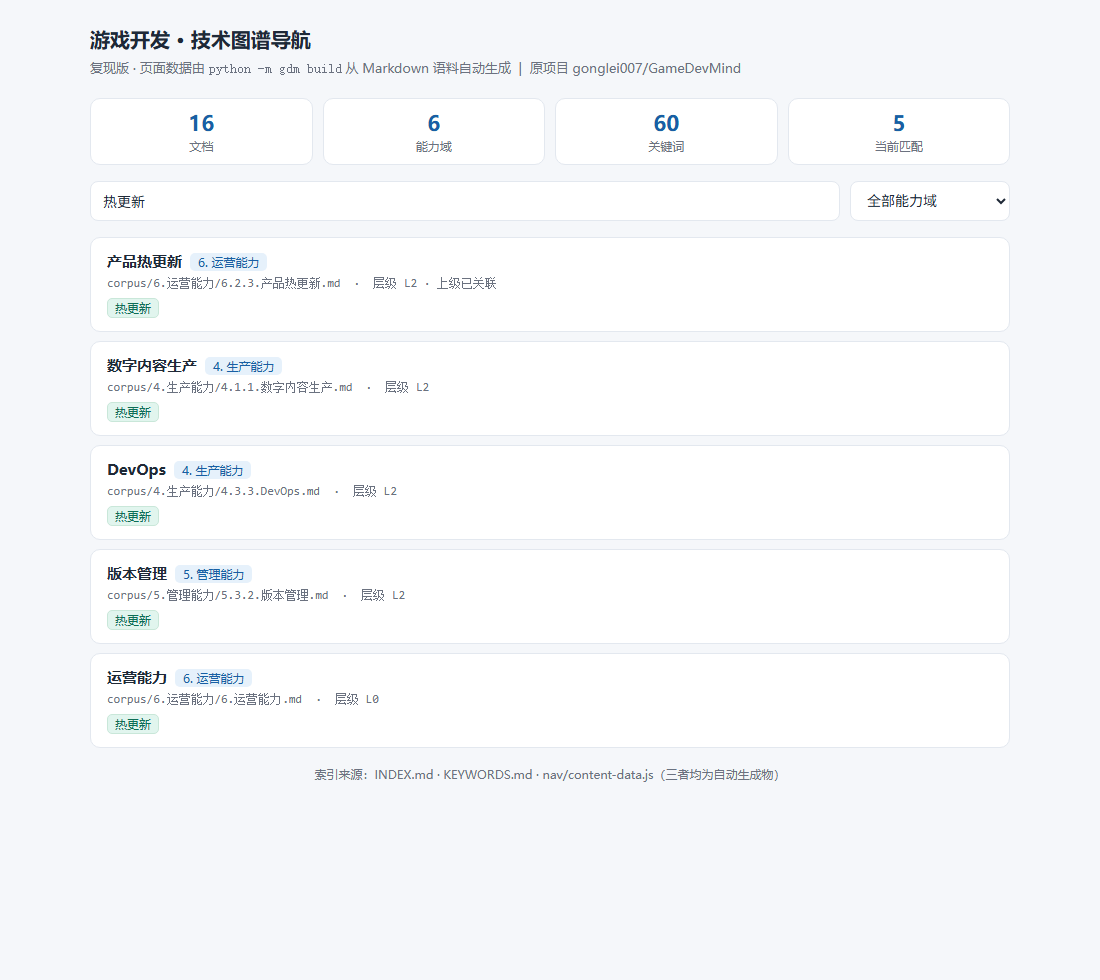 游戏开发 · 技术图谱导航
复现版 · 页面数据由 python -m gdm build 从 Markdown 语料自动生成 | 原项目 gonglei007/GameDevMind
16
文档
6
能力域
60
关键词
5
当前匹配
热更新
全部能力域
产品热更新 6. 运营能力
corpus/6.运营能力/6.2.3.产品热更新.md · 层级 L2 · 上级已关联
热更新
数字内容生产 4. 生产能力
corpus/4.生产能力/4.1.1.数字内容生产.md · 层级 L2
热更新
DevOps 4. 生产能力
corpus/4.生产能力/4.3.3.DevOps.md · 层级 L2
热更新
版本管理 5. 管理能力
corpus/5.管理能力/5.3.2.版本管理.md · 层级 L2
热更新
运营能力 6. 运营能力
corpus/6.运营能力/6.运营能力.md · 层级 L0
热更新
索引来源：INDEX.md · KEYWORDS.md · nav/content-data.js（三者均为自动生成物）